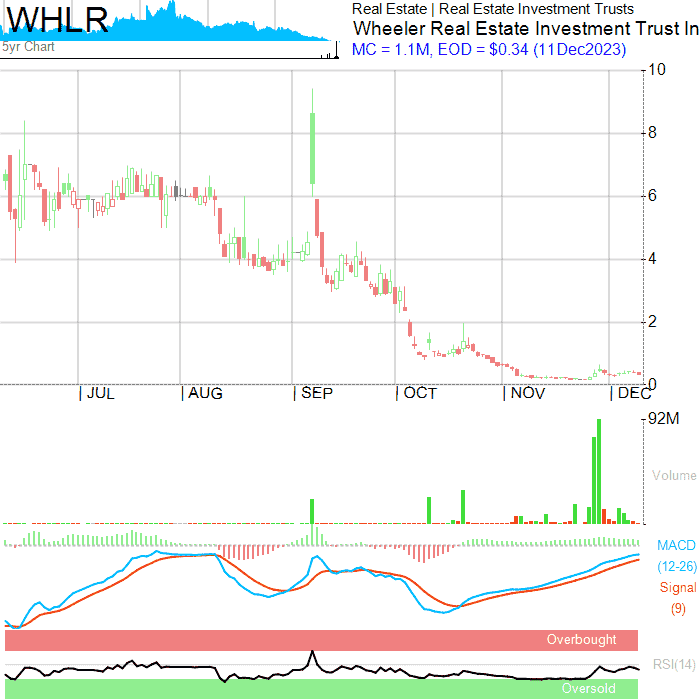 WHLR
5yr Chart
Real Estate | Real Estate Investment Trusts
Wheeler Real Estate Investment Trust In
MC = 1.1M, EOD = $0.34 (11Dec2023)
10
8
6
4
2
0
| JUL
| AUG
| SEP
| OCT
| NOV
| DEC
92M
Volume
MACD
(12-26)
Signal
(9)
Overbought
RSI(14)
Oversold